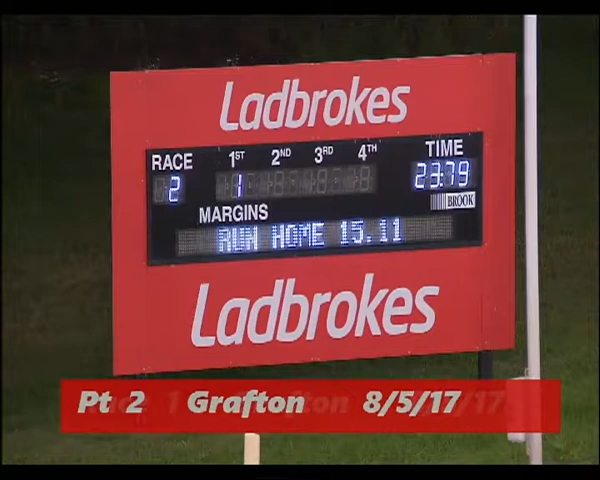 Ladbrokes
RACE 1ST 2ND 3RD 4TH TIME
2 1 23:79
BROOK
MARGINS
RUN HOME 15.11
Ladbrokes
Pt 2 Grafton 8/5/17